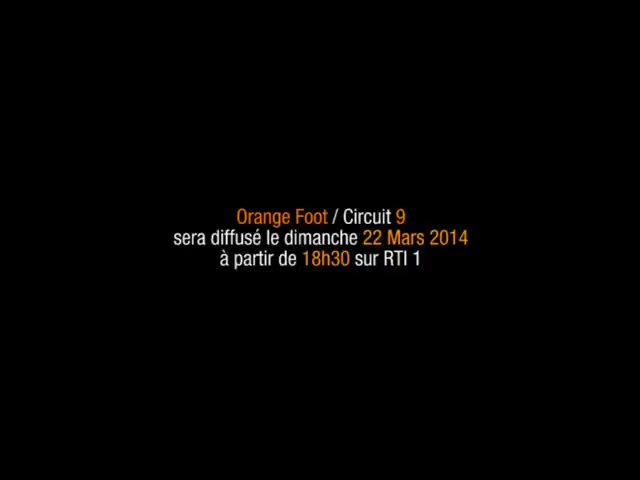 Orange Foot / Circuit 9
sera diffusé le dimanche 22 Mars 2014
à partir de 18h30 sur RTI 1